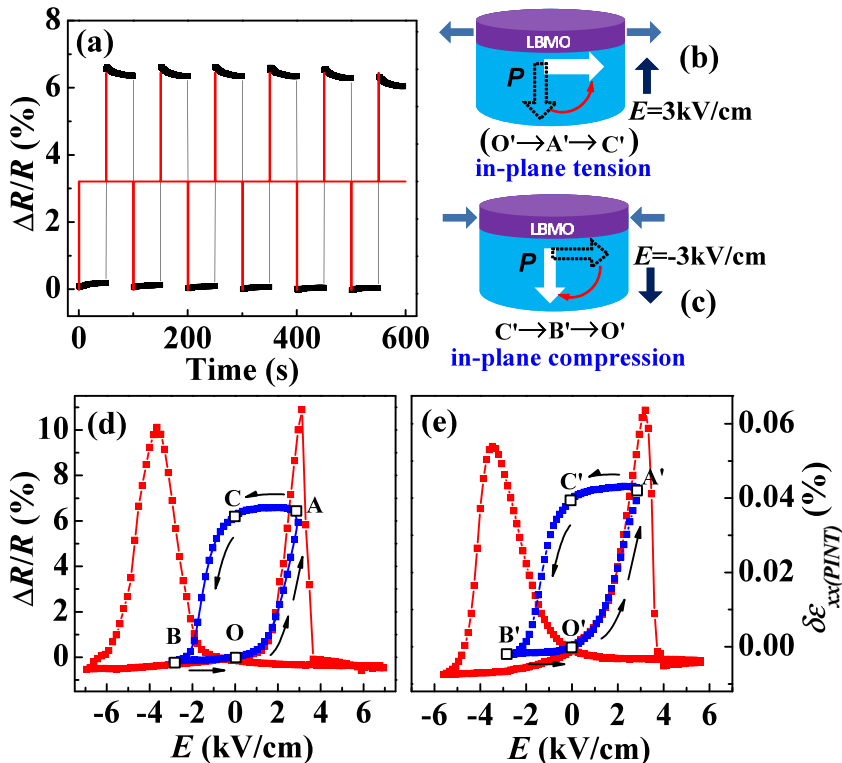 (a)
8
6
4
2
0
ΔR/R (%)
0 200 400 600
Time (s)
LBMO
P
(b)
E=3kV/cm
(O'→A'→C')
in-plane tension
LBMO
P
E=-3kV/cm
(c)
C'→B'→O'
in-plane compression
(d)
10
8
6
4
2
0
ΔR/R (%)
C
A
B
O
-6 -4 -2 0 2 4 6
E (kV/cm)
(e)
C'
A'
B'
O'
-6 -4 -2 0 2 4 6
E (kV/cm)
0.06
0.04
0.02
0.00
δε xx(PINT) (%)